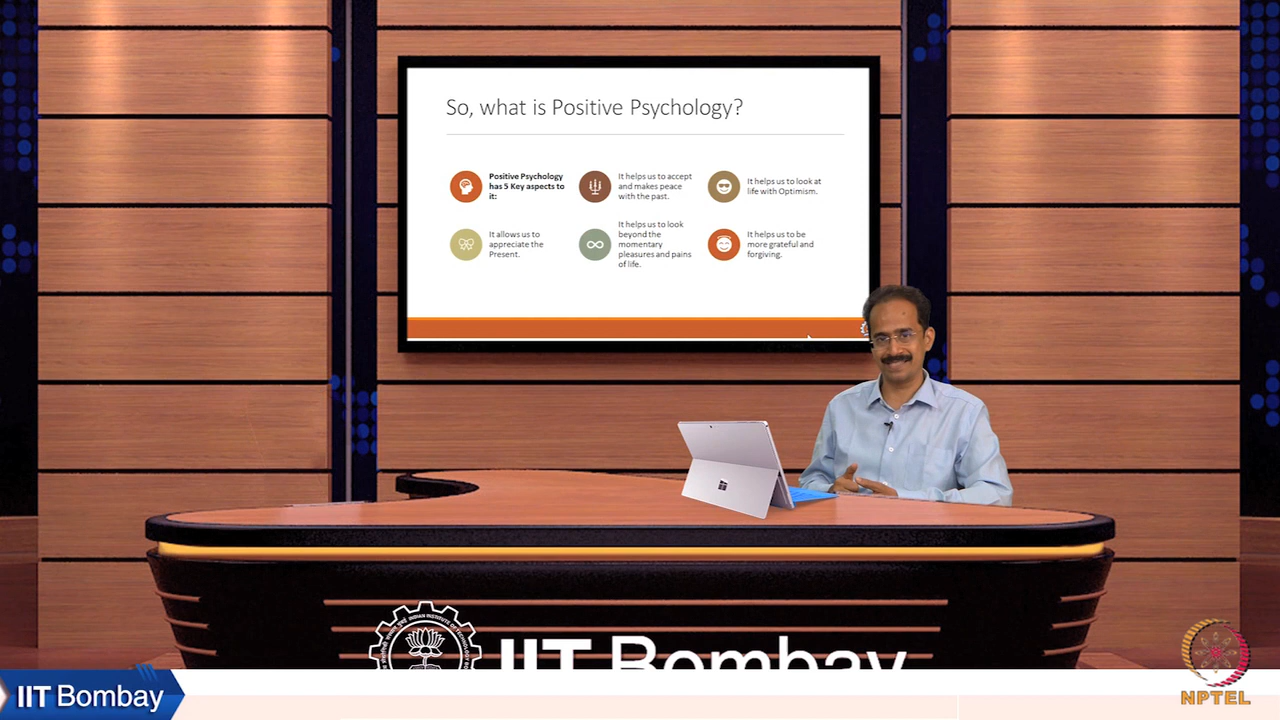 So, what is Positive Psychology?
Positive Psychology
has 5 Key aspects to
it:
It helps us to accept
and makes peace
with the past.
It helps us to look at
life with Optimism.
It allows us to
appreciate the
Present.
It helps us to look
beyond the
momentary
pleasures and pains
of life.
It helps us to be
more grateful and
forgiving.
IIT Bombay
IIT Bombay
NPTEL